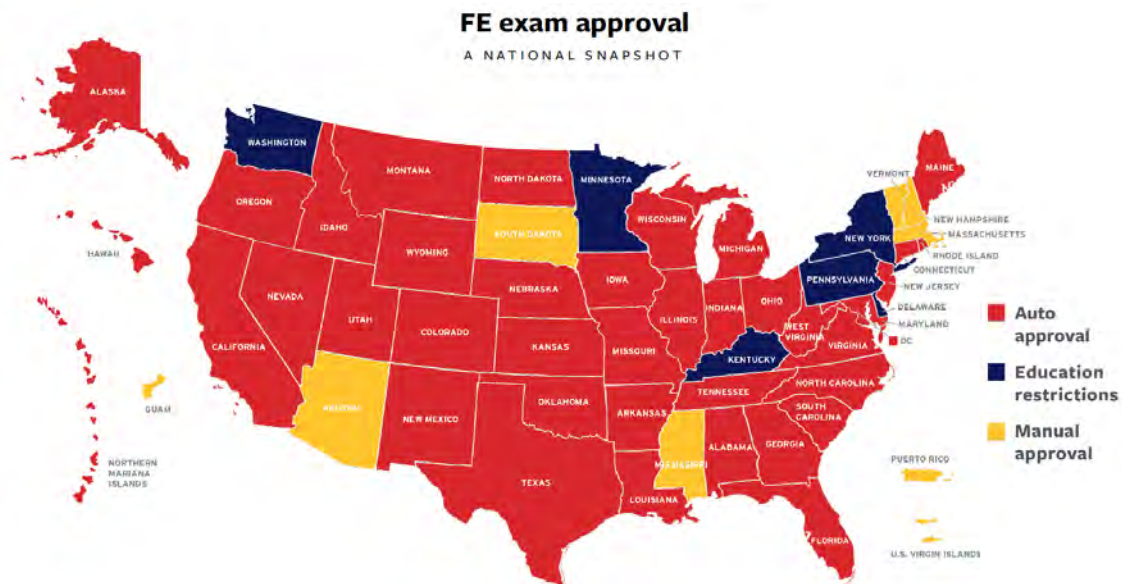 FE exam approval
A NATIONAL SNAPSHOT
ALASKA
WASHINGTON
MONTANA
NORTH DAKOTA
MINNESOTA
MAINE
VERMONT
OREGON
IDAHO
WYOMING
SOUTH DAKOTA
WISCONSIN
MICHIGAN
NEW YORK
NEW HAMPSHIRE
MASSACHUSETTS
RHODE ISLAND
CONNECTICUT
NEW JERSEY
DELAWARE
MARYLAND
DC
HAWAII
NEVADA
UTAH
COLORADO
NEBRASKA
IOWA
ILLINOIS
INDIANA
OHIO
PENNSYLVANIA
CALIFORNIA
KANSAS
MISSOURI
KENTUCKY
WEST
VIRGINIA
VIRGINIA
GUAM
ARIZONA
NEW MEXICO
OKLAHOMA
ARKANSAS
TENNESSEE
NORTH CAROLINA
SOUTH
CAROLINA
NORTHERN
MARIANA
ISLANDS
TEXAS
LOUISIANA
MISSISSIPPI
ALABAMA
GEORGIA
FLORIDA
PUERTO RICO
U.S. VIRGIN ISLANDS
Auto
approval
Education
restrictions
Manual
approval